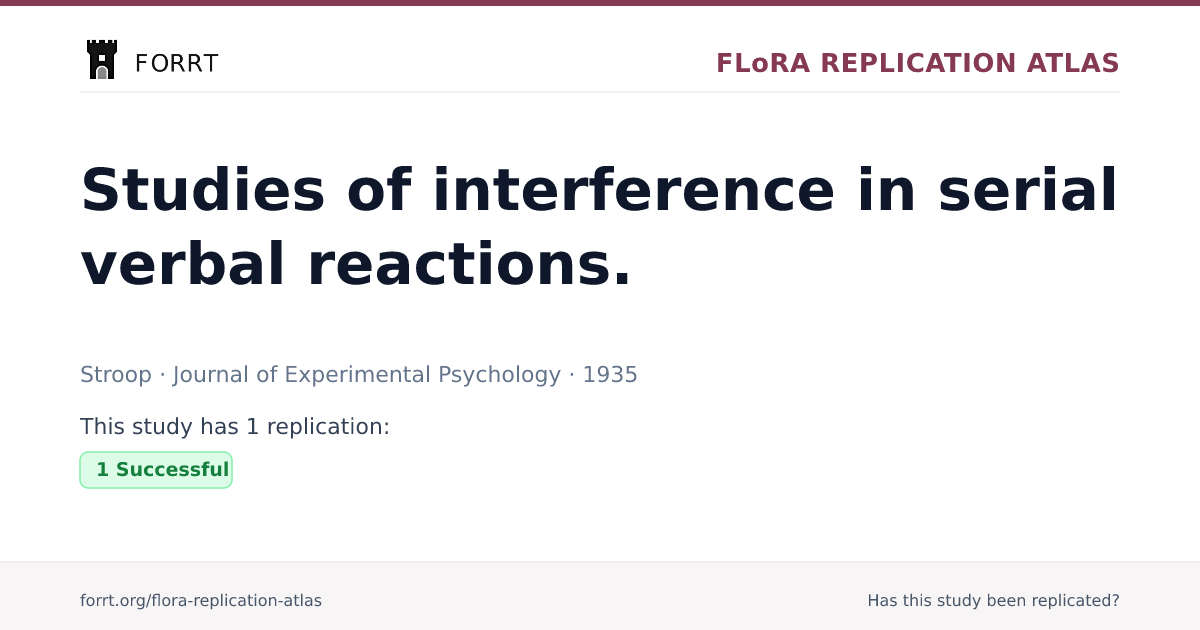 FORRT
FLoRA REPLICATION ATLAS
Studies of interference in serial
verbal reactions.
Stroop · Journal of Experimental Psychology · 1935
This study has 1 replication:
1 Successful
forrt.org/flora-replication-atlas
Has this study been replicated?